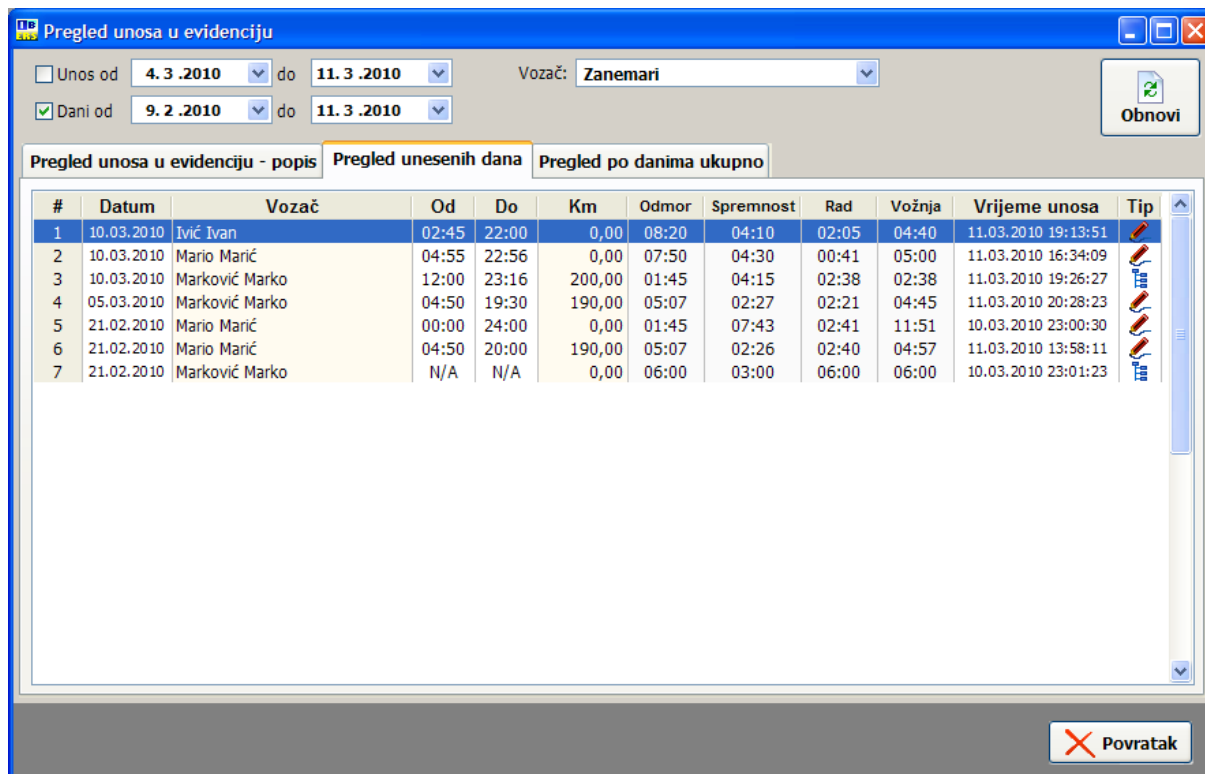 Pregled unosa u evidenciju
Unos od 4. 3 .2010 do 11. 3 .2010 Vozač: Zanemari
Dani od 9. 2 .2010 do 11. 3 .2010
Obnovi
Pregled unosa u evidenciju - popis Pregled unesenih dana Pregled po danima ukupno
# Datum Vozač Od Do Km Odmor Spremnost Rad Vožnja Vrijeme unosa Tip
1 10.03.2010 Ivić Ivan 02:45 22:00 0,00 08:20 04:10 02:05 04:40 11.03.2010 19:13:51
2 10.03.2010 Mario Marić 04:55 22:56 0,00 07:50 04:30 00:41 05:00 11.03.2010 16:34:09
3 10.03.2010 Marković Marko 12:00 23:16 200,00 01:45 04:15 02:38 02:38 11.03.2010 19:26:27
4 05.03.2010 Marković Marko 04:50 19:30 190,00 05:07 02:27 02:21 04:45 11.03.2010 20:28:23
5 21.02.2010 Mario Marić 00:00 24:00 0,00 01:45 07:43 02:41 11:51 10.03.2010 23:00:30
6 21.02.2010 Mario Marić 04:50 20:00 190,00 05:07 02:26 02:40 04:57 11.03.2010 13:58:11
7 21.02.2010 Marković Marko N/A N/A 0,00 06:00 03:00 06:00 06:00 10.03.2010 23:01:23
Povratak